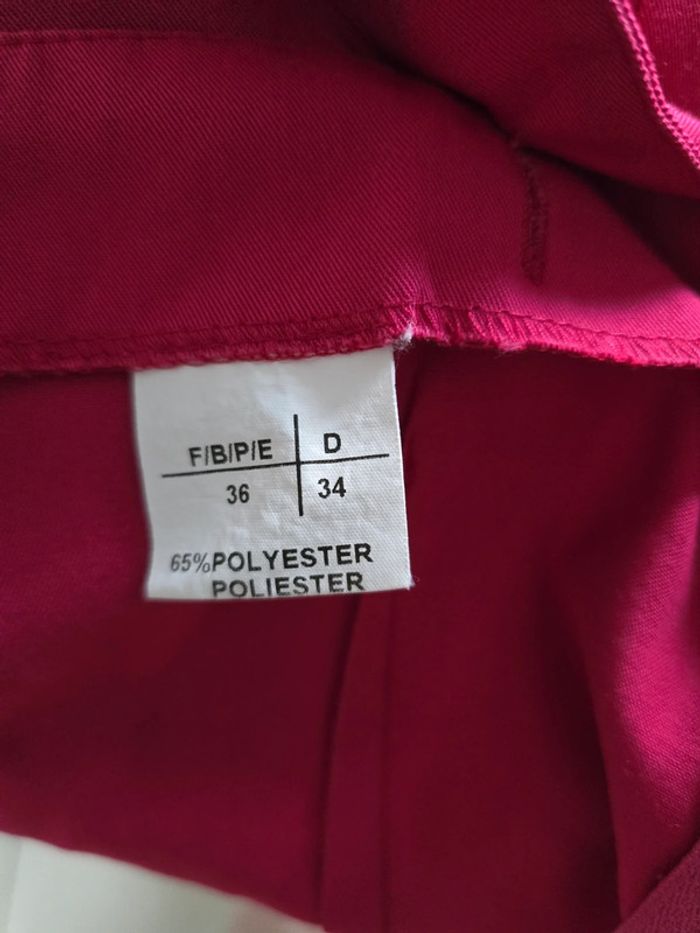 F/B/P/E D
36 34
65%POLYESTER
POLIESTER